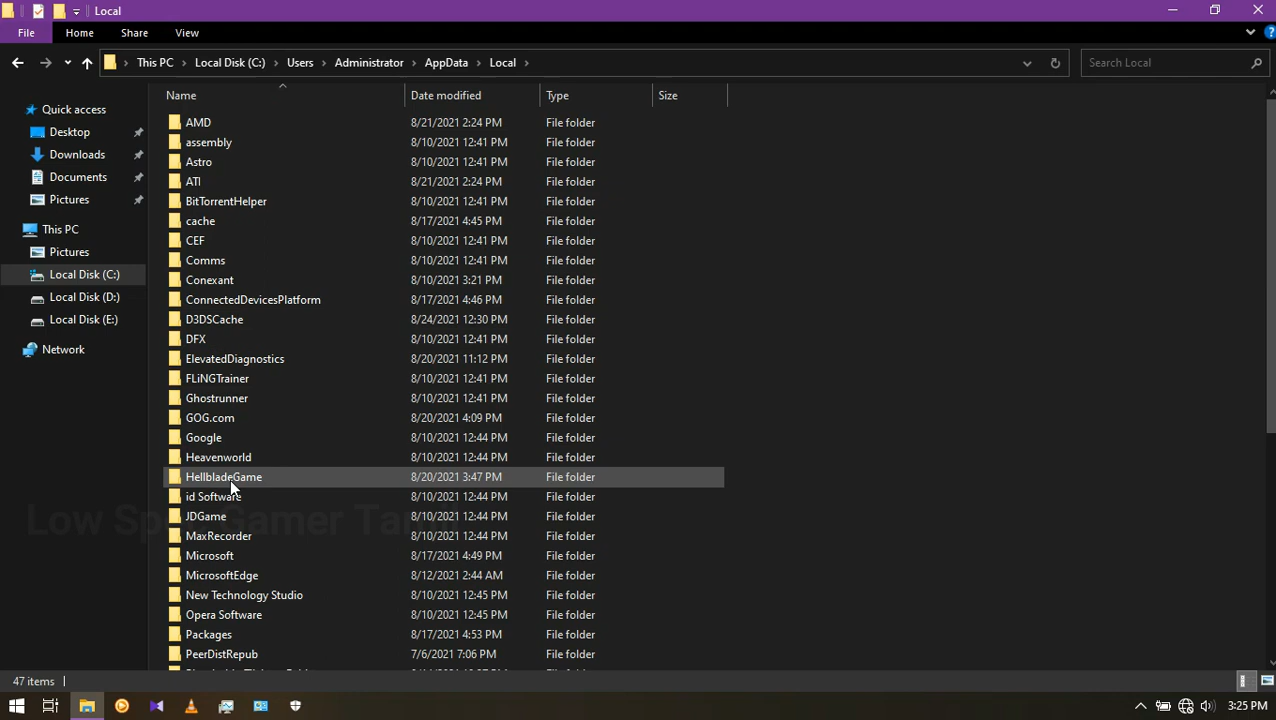 Local
File Home Share View
This PC Local Disk (C:) Users Administrator AppData Local
Search Local
Name Date modified Type Size
Quick access
Desktop
Downloads
Documents
Pictures
This PC
Pictures
Local Disk (C:)
Local Disk (D:)
Local Disk (E:)
Network
AMD 8/21/2021 2:24 PM File folder
assembly 8/10/2021 12:41 PM File folder
Astro 8/10/2021 12:41 PM File folder
ATI 8/21/2021 2:24 PM File folder
BitTorrentHelper 8/10/2021 12:41 PM File folder
cache 8/17/2021 4:45 PM File folder
CEF 8/10/2021 12:41 PM File folder
Comms 8/10/2021 12:41 PM File folder
Conexant 8/10/2021 3:21 PM File folder
ConnectedDevicesPlatform 8/17/2021 4:46 PM File folder
D3DSCache 8/24/2021 12:30 PM File folder
DFX 8/10/2021 12:41 PM File folder
ElevatedDiagnostics 8/20/2021 11:12 PM File folder
FLiNGTrainer 8/10/2021 12:41 PM File folder
Ghostrunner 8/10/2021 12:41 PM File folder
GOG.com 8/20/2021 4:09 PM File folder
Google 8/10/2021 12:44 PM File folder
Heavenworld 8/10/2021 12:44 PM File folder
HellbladeGame 8/20/2021 3:47 PM File folder
id Software 8/10/2021 12:44 PM File folder
JDGame 8/10/2021 12:44 PM File folder
MaxRecorder 8/10/2021 12:44 PM File folder
Microsoft 8/17/2021 4:49 PM File folder
MicrosoftEdge 8/12/2021 2:44 AM File folder
New Technology Studio 8/10/2021 12:45 PM File folder
Opera Software 8/10/2021 12:45 PM File folder
Packages 8/17/2021 4:53 PM File folder
PeerDistRepub 7/6/2021 7:06 PM File folder
Low Spec Gamer Tamil
47 items
3:25 PM